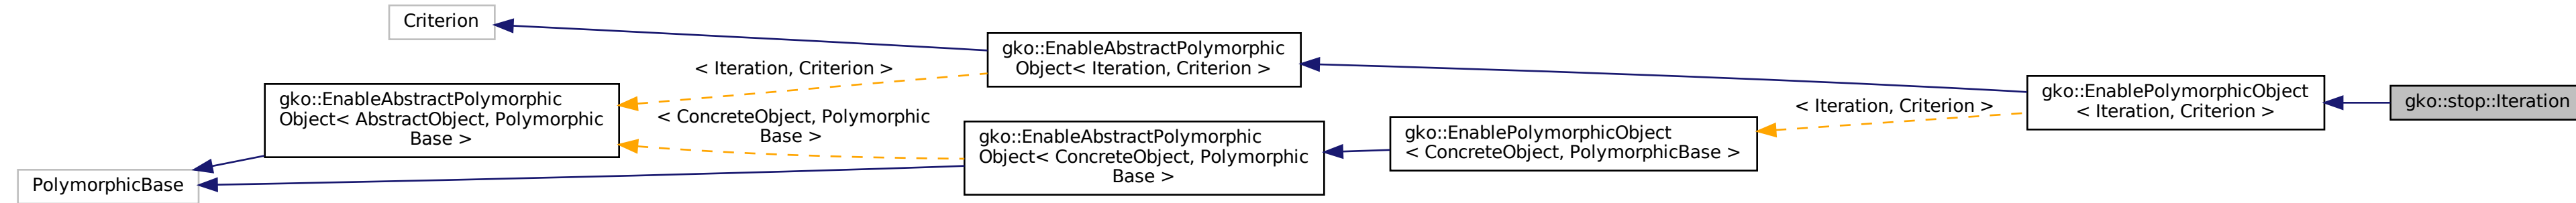 Criterion
gko::EnableAbstractPolymorphic
Object< Iteration, Criterion >
< Iteration, Criterion >
gko::EnablePolymorphicObject
< Iteration, Criterion >
gko::stop::Iteration
gko::EnableAbstractPolymorphic
Object< AbstractObject, Polymorphic
Base >
< ConcreteObject, Polymorphic
Base >
< Iteration, Criterion >
gko::EnableAbstractPolymorphic
Object< ConcreteObject, Polymorphic
Base >
gko::EnablePolymorphicObject
< ConcreteObject, PolymorphicBase >
PolymorphicBase